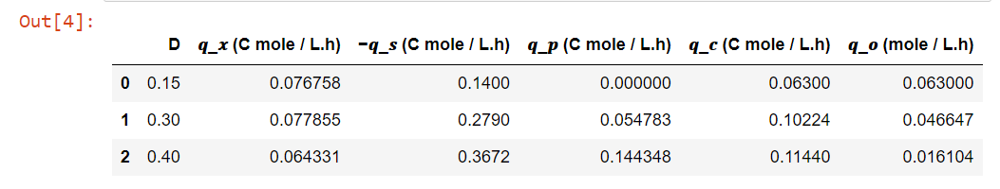 Out[4]:
D q_x (C mole / L.h) −q_s (C mole / L.h) q_p (C mole / L.h) q_c (C mole / L.h) q_o (mole / L.h)
0 0.15 0.076758 0.1400 0.000000 0.06300 0.063000
1 0.30 0.077855 0.2790 0.054783 0.10224 0.046647
2 0.40 0.064331 0.3672 0.144348 0.11440 0.016104